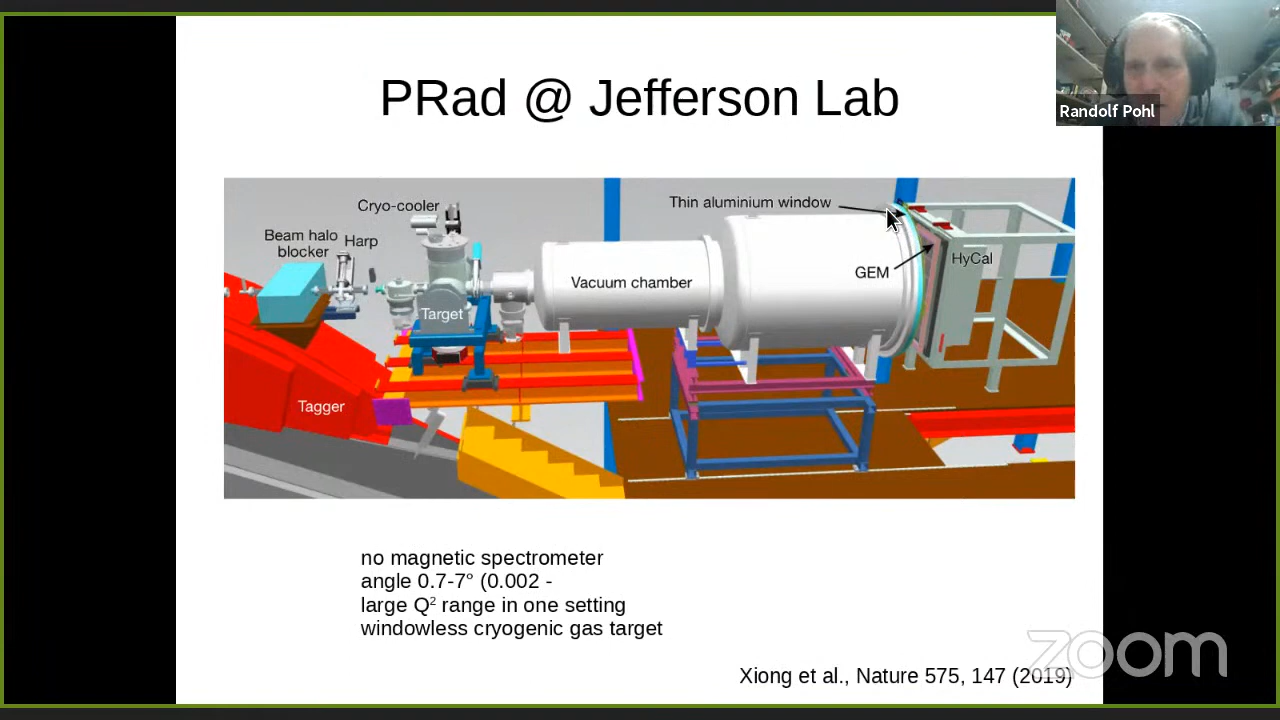 PRad @ Jefferson Lab
Randolf Pohl
Cryo-cooler
Thin aluminium window
Beam halo
blocker
Harp
GEM
HyCal
Vacuum chamber
Target
Tagger
no magnetic spectrometer
angle 0.7-7° (0.002 -
large Q² range in one setting
windowless cryogenic gas target
zoom
Xiong et al., Nature 575, 147 (2019)